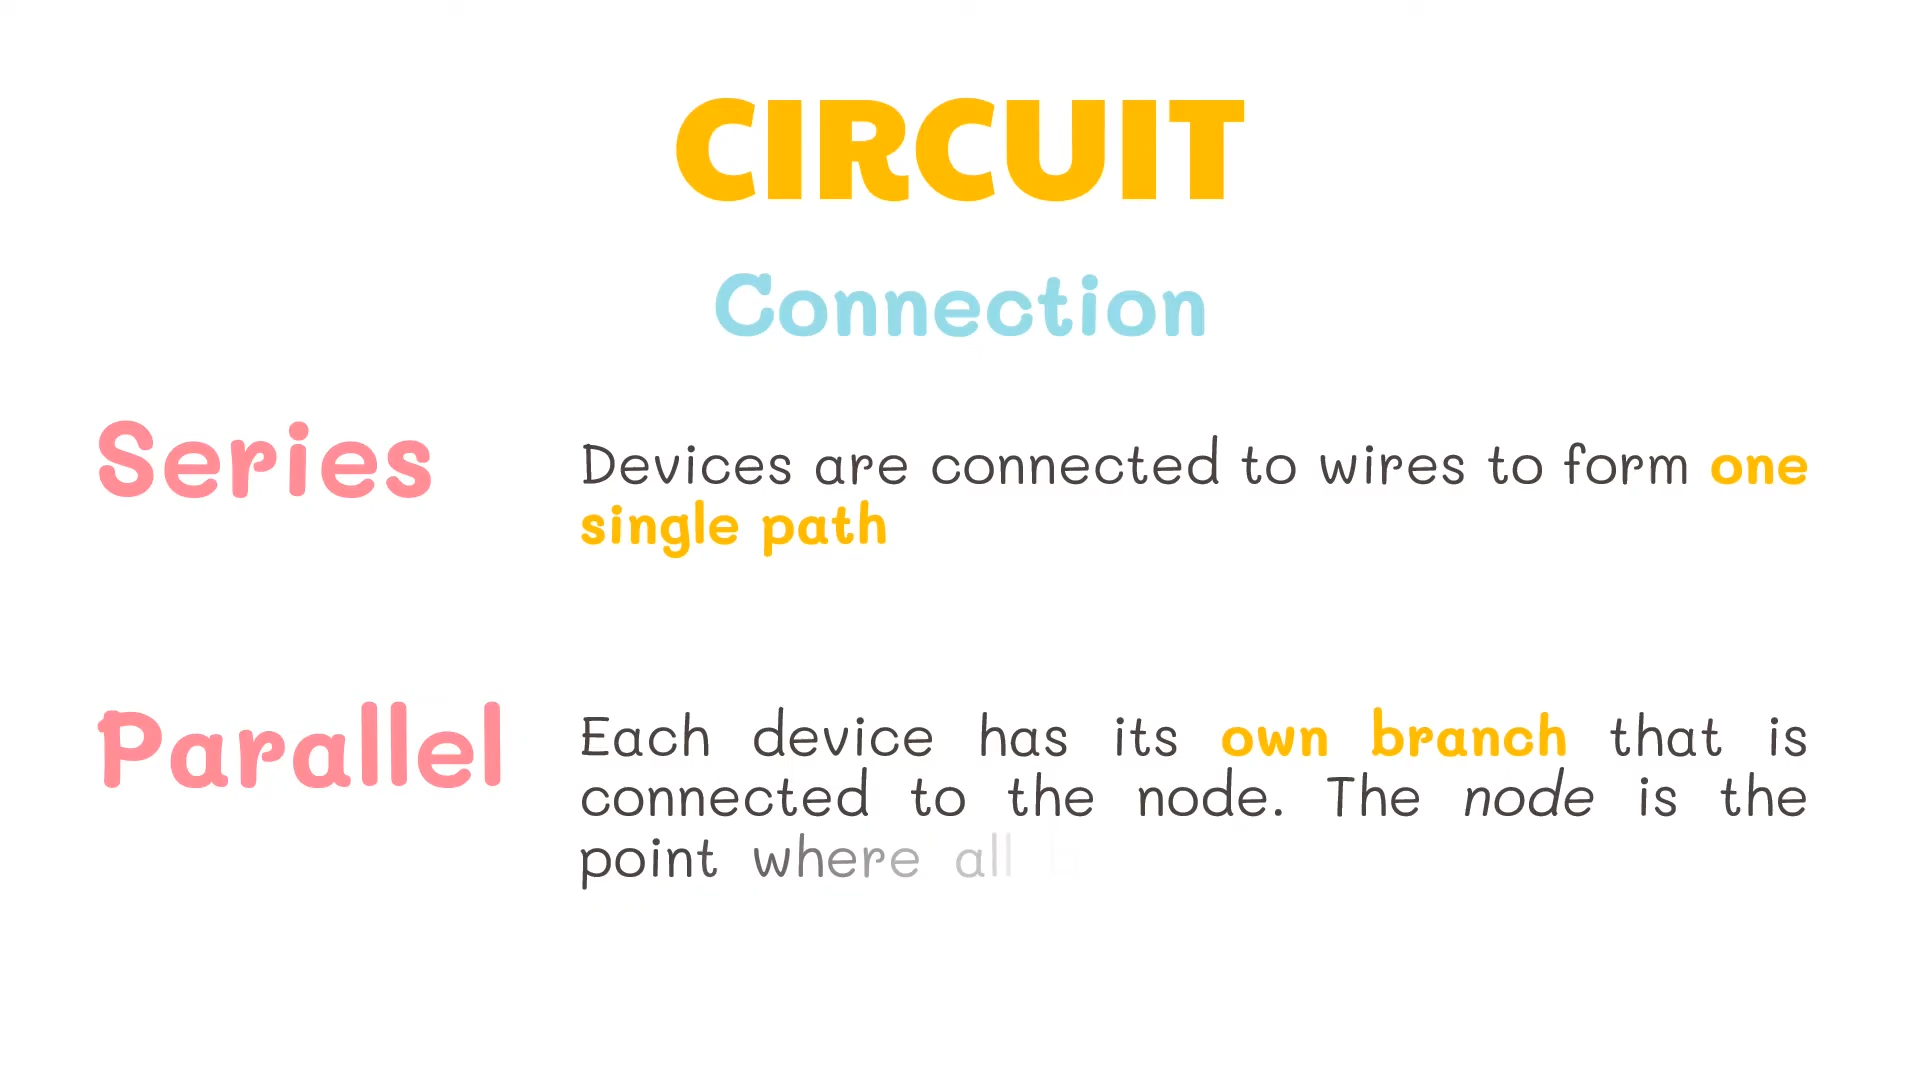 CIRCUIT
Connection
Series
Devices are connected to wires to form one
single path
Parallel
Each device has its own branch that is
connected to the node. The node is the
point where all